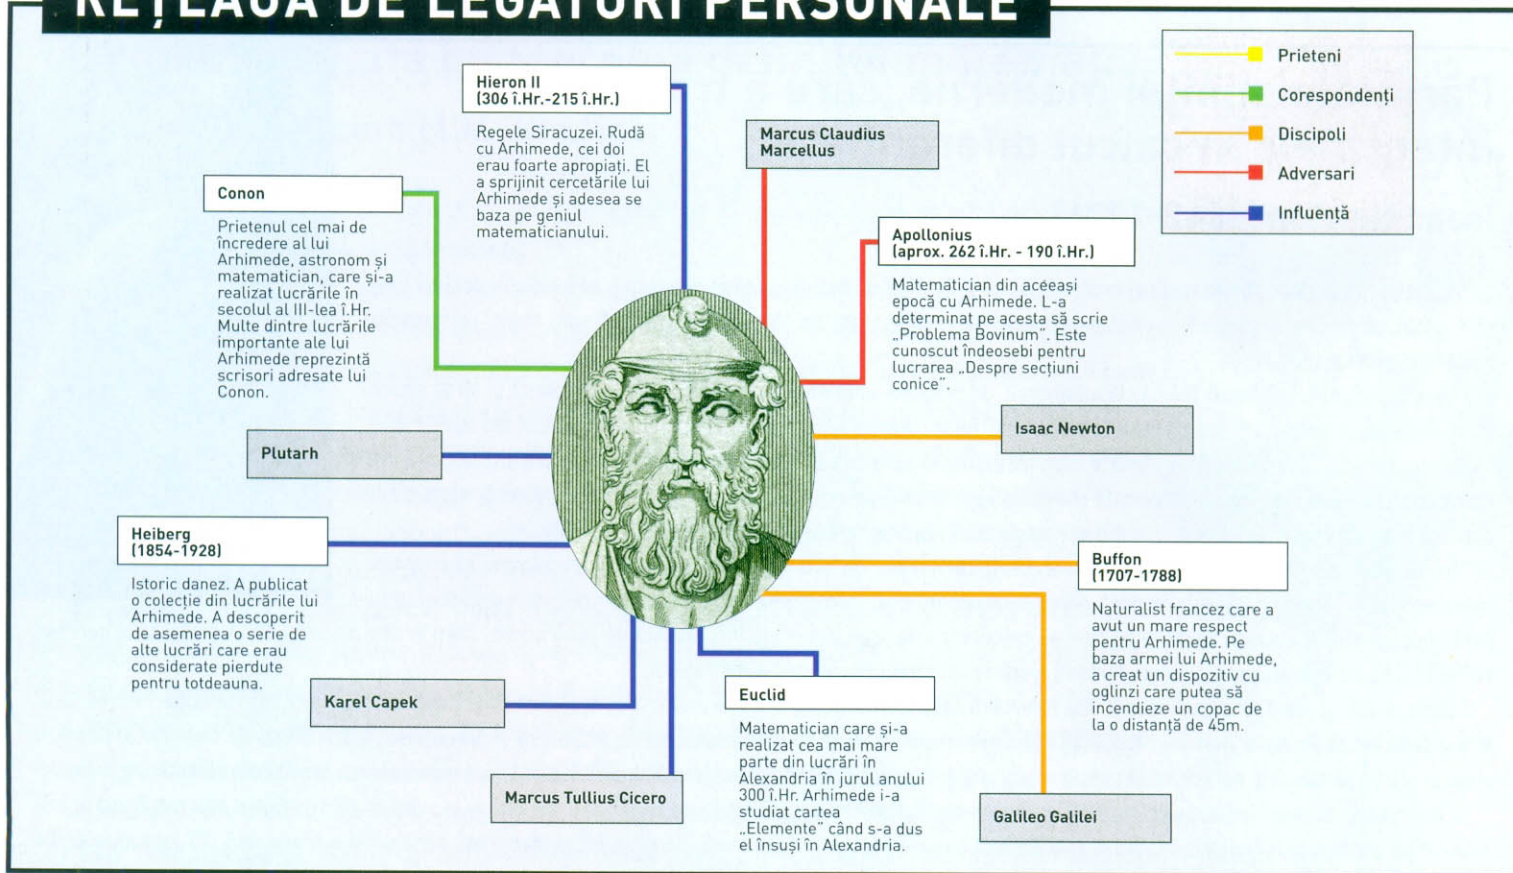 REȚEAUA DE LEGĂTURI PERSONALE
Prieteni
Corespondenți
Discipoli
Adversari
Influență
Hieron II
(306 î.Hr.-215 î.Hr.)
Regele Siracuzei. Rudă
cu Arhimede, cei doi
erau foarte apropiați. El
a sprijinit cercetările lui
Arhimede și adesea se
baza pe geniul
matematicianului.
Marcus Claudius
Marcellus
Conon
Prietenul cel mai de
încredere al lui
Arhimede, astronom și
matematician, care și-a
realizat lucrările în
secolul al III-lea î.Hr.
Multe dintre lucrările
importante ale lui
Arhimede reprezintă
scrisori adresate lui
Conon.
Apollonius
(aprox. 262 î.Hr. - 190 î.Hr.)
Matematician din aceeași
epocă cu Arhimede. L-a
determinat pe acesta să scrie
„Problema Bovinum”. Este
cunoscut îndeosebi pentru
lucrarea „Despre secțiuni
conice”.
Plutarh
Isaac Newton
Heiberg
(1854-1928)
Istoric danez. A publicat
o colecție din lucrările lui
Arhimede. A descoperit
de asemenea o serie de
alte lucrări care erau
considerate pierdute
pentru totdeauna.
Buffon
(1707-1788)
Naturalist francez care a
avut un mare respect
pentru Arhimede. Pe
baza armei lui Arhimede,
a creat un dispozitiv cu
oglinzi care putea să
incendieze un copac de
la o distanță de 45m.
Karel Capek
Euclid
Matematician care și-a
realizat cea mai mare
parte din lucrări în
Alexandria în jurul anului
300 î.Hr. Arhimede i-a
studiat cartea
„Elemente” când s-a dus
el însuși în Alexandria.
Marcus Tullius Cicero
Galileo Galilei